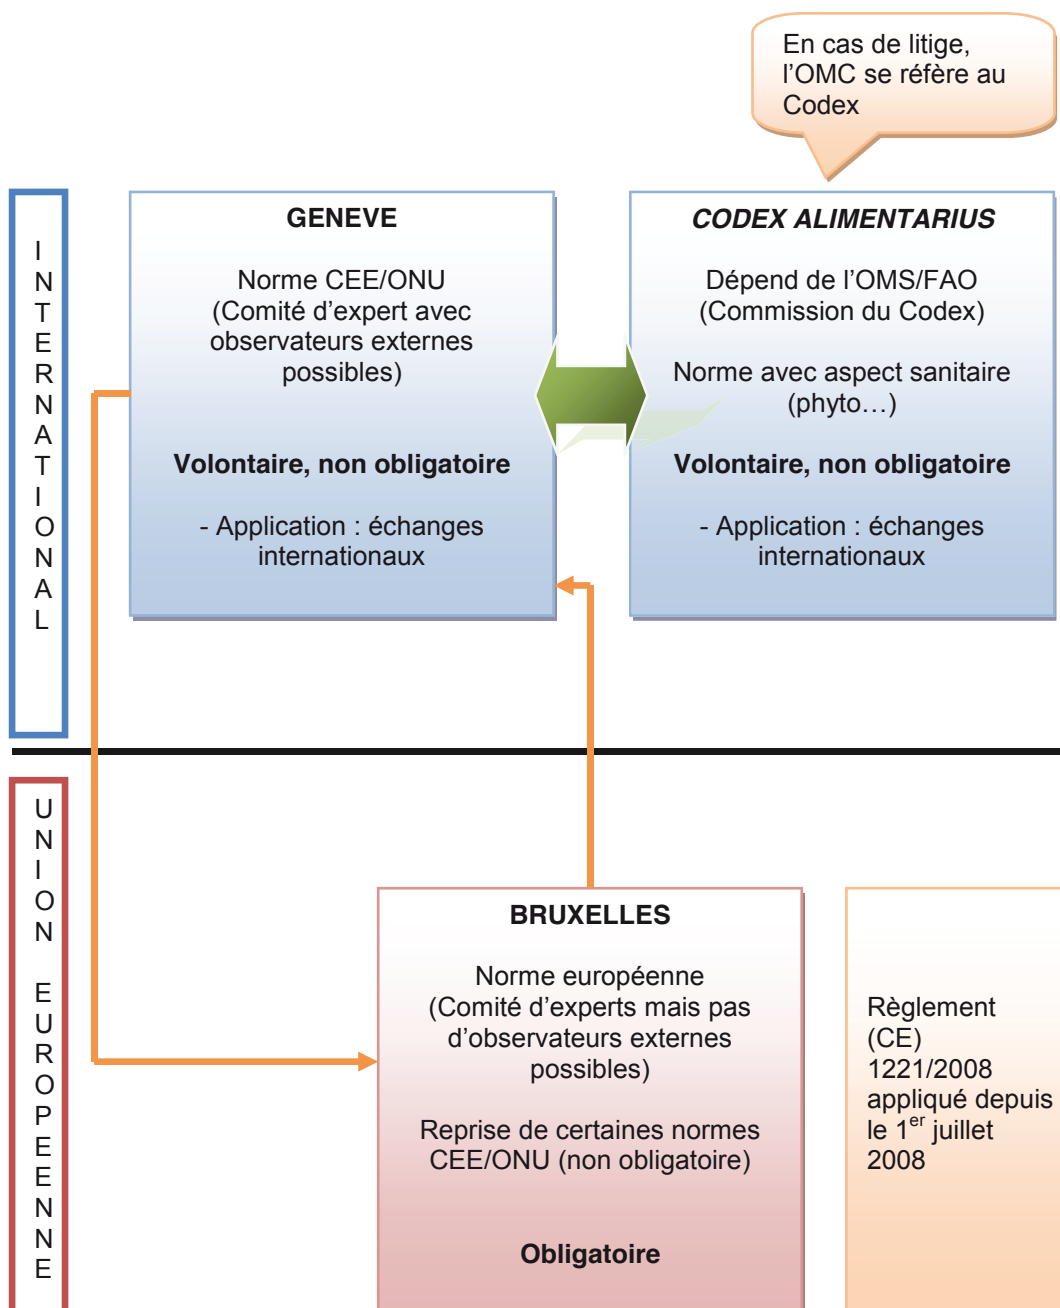 En cas de litige,
l'OMC se réfère au
Codex
INTERNATIONAL
GENEVE
Norme CEE/ONU
(Comité d'expert avec
observateurs externes
possibles)
Volontaire, non obligatoire
- Application : échanges
internationaux
CODEX ALIMENTARIUS
Dépend de l'OMS/FAO
(Commission du Codex)
Norme avec aspect sanitaire
(phyto…)
Volontaire, non obligatoire
- Application : échanges
internationaux
UNION EUROPEENNE
BRUXELLES
Norme européenne
(Comité d'experts mais pas
d'observateurs externes
possibles)
Reprise de certaines normes
CEE/ONU (non obligatoire)
Obligatoire
Règlement
(CE)
1221/2008
appliqué depuis
le 1er juillet
2008